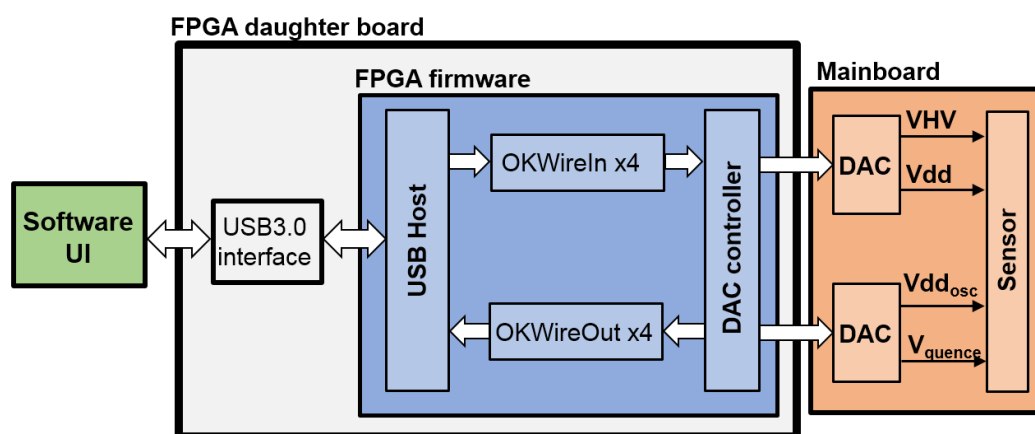 FPGA daughter board
FPGA firmware
Mainboard
Software
UI
USB3.0
interface
USB Host
OKWireIn x4
OKWireOut x4
DAC controller
DAC
VHV
Vdd
DAC
Vddosc
Vquence
Sensor